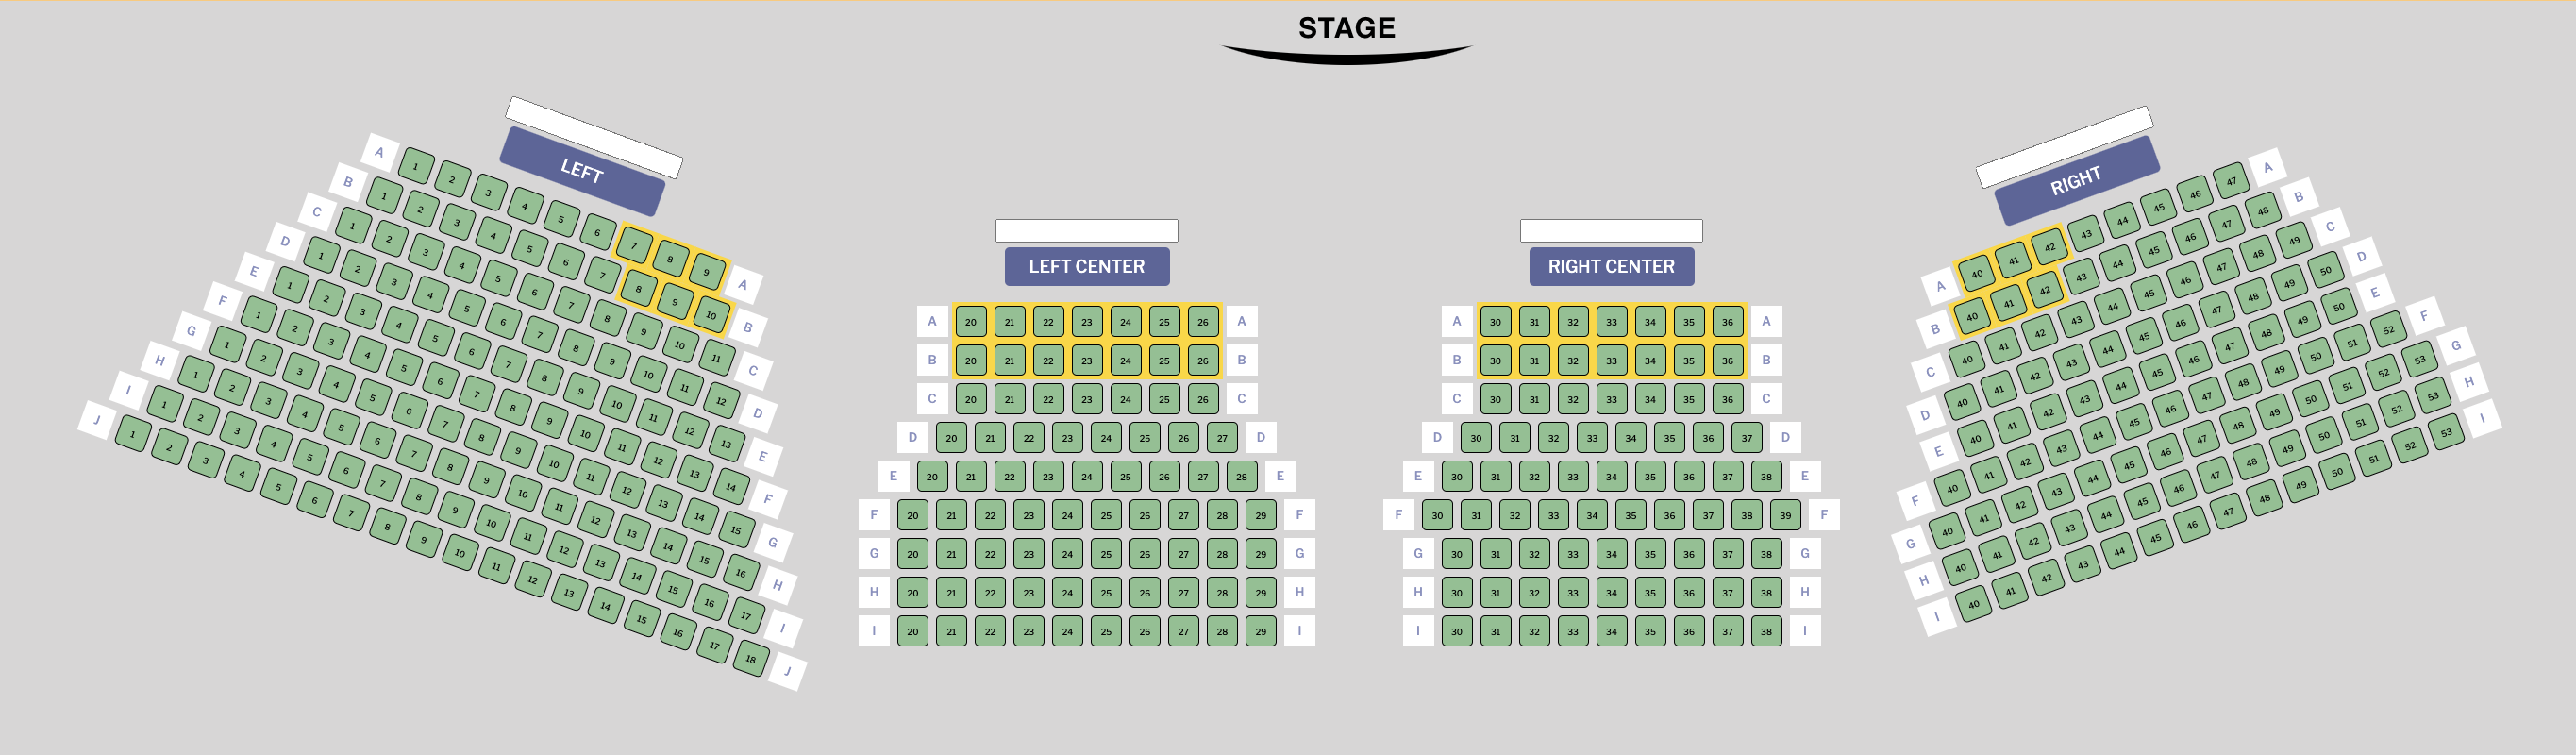 STAGE
LEFT
A 1 2 3 4 5 6 7 8 9 A
B 1 2 3 4 5 6 7 8 9 10 B
C 1 2 3 4 5 6 7 8 9 10 11 C
D 1 2 3 4 5 6 7 8 9 10 11 12 D
E 1 2 3 4 5 6 7 8 9 10 11 12 13 E
F 1 2 3 4 5 6 7 8 9 10 11 12 13 14 F
G 1 2 3 4 5 6 7 8 9 10 11 12 13 14 15 G
H 1 2 3 4 5 6 7 8 9 10 11 12 13 14 15 16 H
I 1 2 3 4 5 6 7 8 9 10 11 12 13 14 15 16 17 I
J 1 2 3 4 5 6 7 8 9 10 11 12 13 14 15 16 17 18 J
LEFT CENTER
A 20 21 22 23 24 25 26 A
B 20 21 22 23 24 25 26 B
C 20 21 22 23 24 25 26 C
D 20 21 22 23 24 25 26 27 D
E 20 21 22 23 24 25 26 27 28 E
F 20 21 22 23 24 25 26 27 28 29 F
G 20 21 22 23 24 25 26 27 28 29 G
H 20 21 22 23 24 25 26 27 28 29 H
I 20 21 22 23 24 25 26 27 28 29 I
RIGHT CENTER
A 30 31 32 33 34 35 36 A
B 30 31 32 33 34 35 36 B
C 30 31 32 33 34 35 36 C
D 30 31 32 33 34 35 36 37 D
E 30 31 32 33 34 35 36 37 38 E
F 30 31 32 33 34 35 36 37 38 39 F
G 30 31 32 33 34 35 36 37 38 G
H 30 31 32 33 34 35 36 37 38 H
I 30 31 32 33 34 35 36 37 38 I
RIGHT
A 40 41 42 43 44 45 46 47 A
B 40 41 42 43 44 45 46 47 48 B
C 40 41 42 43 44 45 46 47 48 49 C
D 40 41 42 43 44 45 46 47 48 49 50 D
E 40 41 42 43 44 45 46 47 48 49 50 E
F 40 41 42 43 44 45 46 47 48 49 50 51 52 F
G 40 41 42 43 44 45 46 47 48 49 50 51 52 53 G
H 40 41 42 43 44 45 46 47 48 49 50 51 52 53 H
I 40 41 42 43 44 45 46 47 48 49 50 51 52 53 I